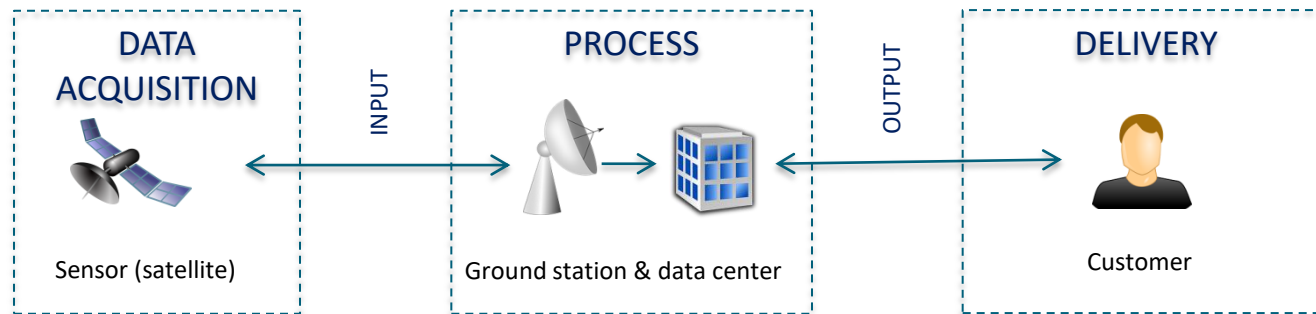 DATA
ACQUISITION
Sensor (satellite)
INPUT
PROCESS
Ground station & data center
OUTPUT
DELIVERY
Customer